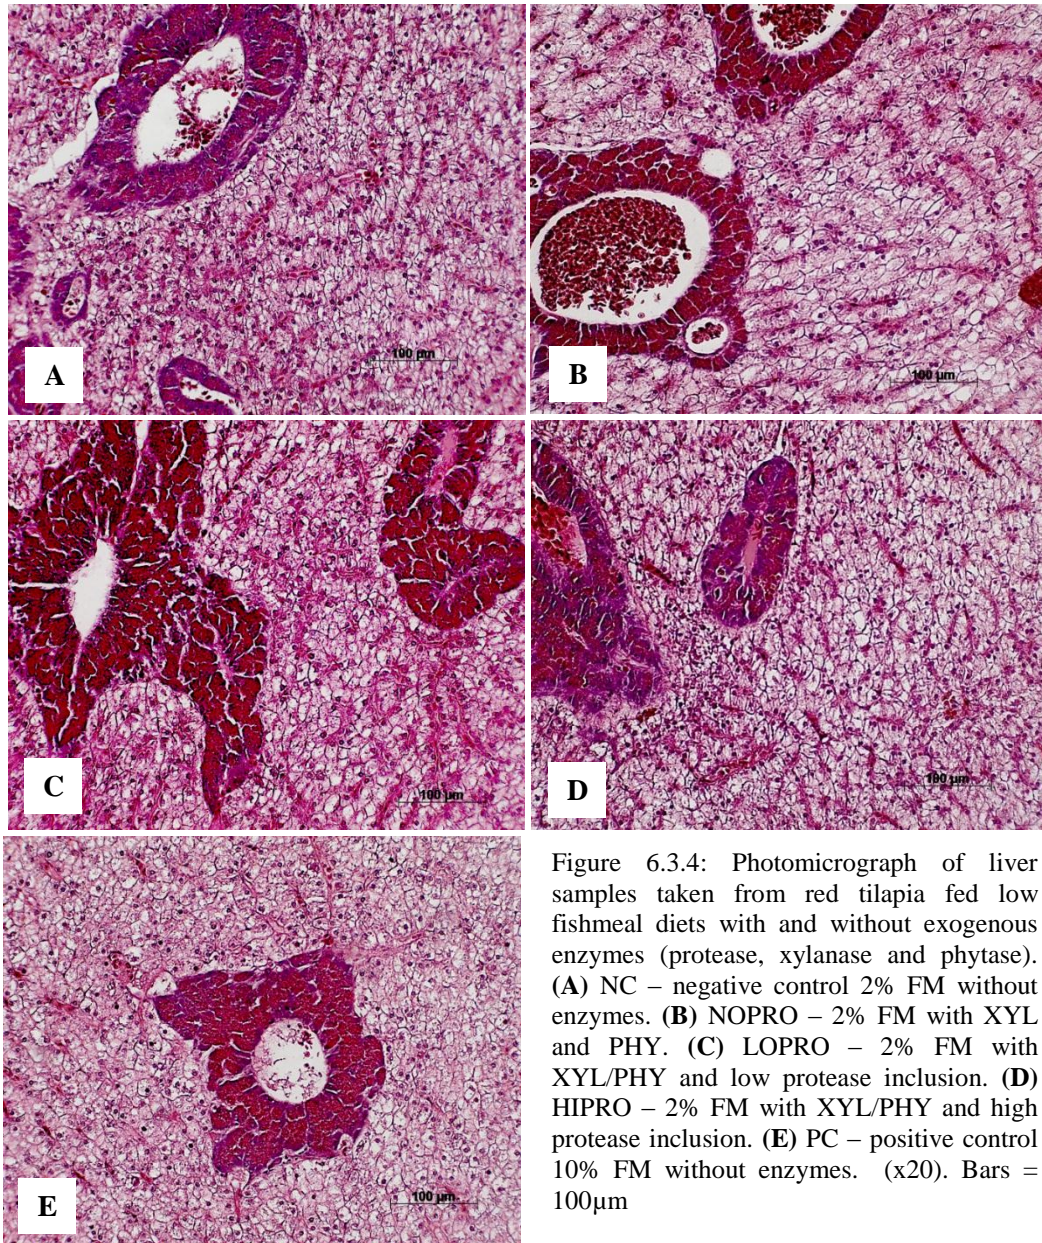 100 µm
A
100 µm
B
100 µm
C
100 µm
D
100 µm
E
Figure 6.3.4: Photomicrograph of liver
samples taken from red tilapia fed low
fishmeal diets with and without exogenous
enzymes (protease, xylanase and phytase).
(A) NC – negative control 2% FM without
enzymes. (B) NOPRO – 2% FM with XYL
and PHY. (C) LOPRO – 2% FM with
XYL/PHY and low protease inclusion. (D)
HIPRO – 2% FM with XYL/PHY and high
protease inclusion. (E) PC – positive control
10% FM without enzymes. (x20). Bars =
100µm